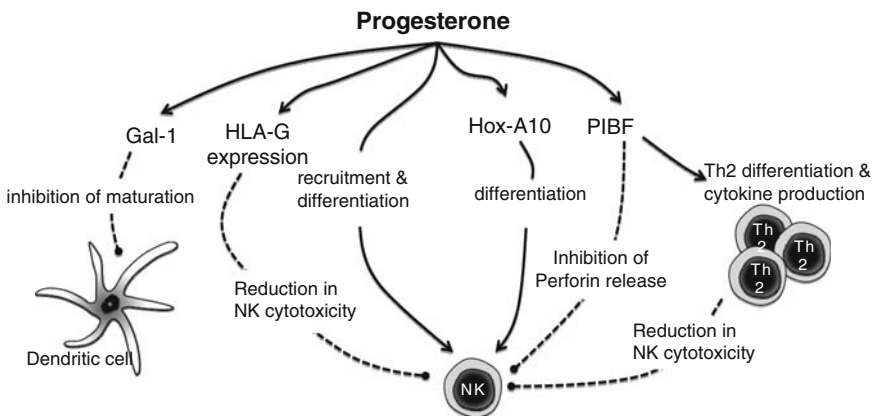 Progesterone
Gal-1
HLA-G
expression
Hox-A10
PIBF
inhibition of maturation
recruitment &
differentiation
differentiation
Th2 differentiation &
cytokine production
Th
2
Th
2
Th
2
Inhibition of
Perforin release
Reduction in
NK cytotoxicity
Reduction in
NK cytotoxicity
Dendritic cell
NK